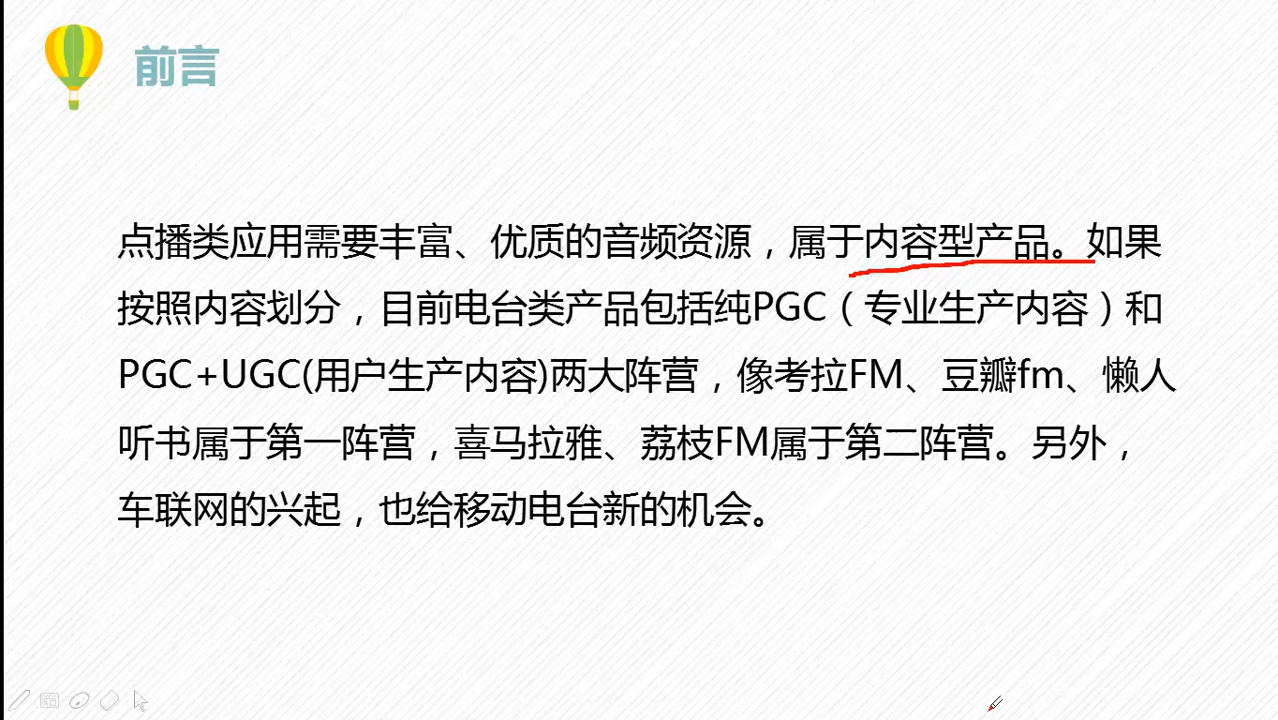 前言
点播类应用需要丰富、优质的音频资源，属于内容型产品。如果
按照内容划分，目前电台类产品包括纯PGC（专业生产内容）和
PGC+UGC(用户生产内容)两大阵营，像考拉FM、豆瓣fm、懒人
听书属于第一阵营，喜马拉雅、荔枝FM属于第二阵营。另外，
车联网的兴起，也给移动电台新的机会。